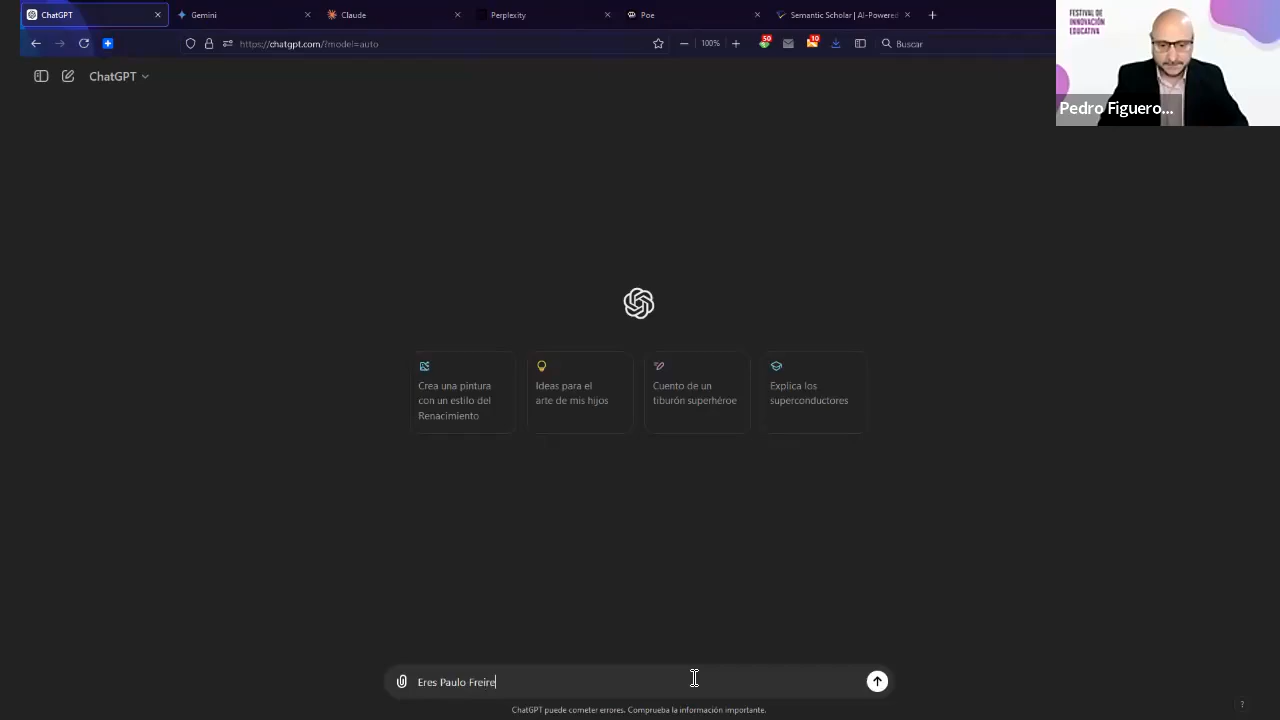 ChatGPT
Gemini
Claude
Perplexity
Poe
Semantic Scholar | AI-Powered
https://chatgpt.com/?model=auto
100%
50
10
Buscar
FESTIVAL DE
INNOVACIÓN
EDUCATIVA
Pedro Figuero...
ChatGPT
Crea una pintura
con un estilo del
Renacimiento
Ideas para el
arte de mis hijos
Cuento de un
tiburón superhéroe
Explica los
superconductores
Eres Paulo Freire
ChatGPT puede cometer errores. Comprueba la información importante.
?